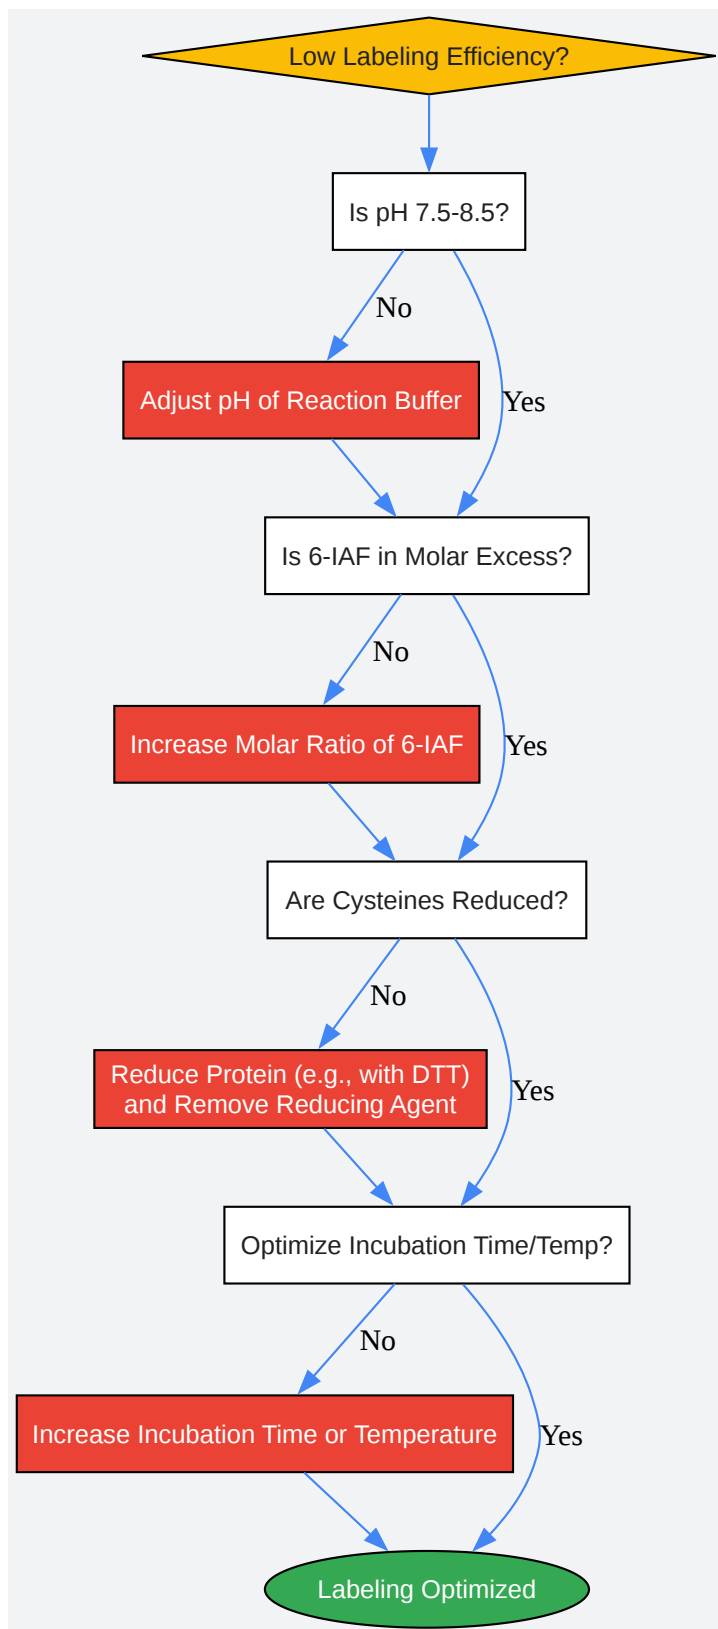 Low Labeling Efficiency?
Is pH 7.5-8.5?
No
Adjust pH of Reaction Buffer
Yes
Is 6-IAF in Molar Excess?
No
Increase Molar Ratio of 6-IAF
Yes
Are Cysteines Reduced?
No
Reduce Protein (e.g., with DTT)
and Remove Reducing Agent
Yes
Optimize Incubation Time/Temp?
No
Increase Incubation Time or Temperature
Yes
Labeling Optimized